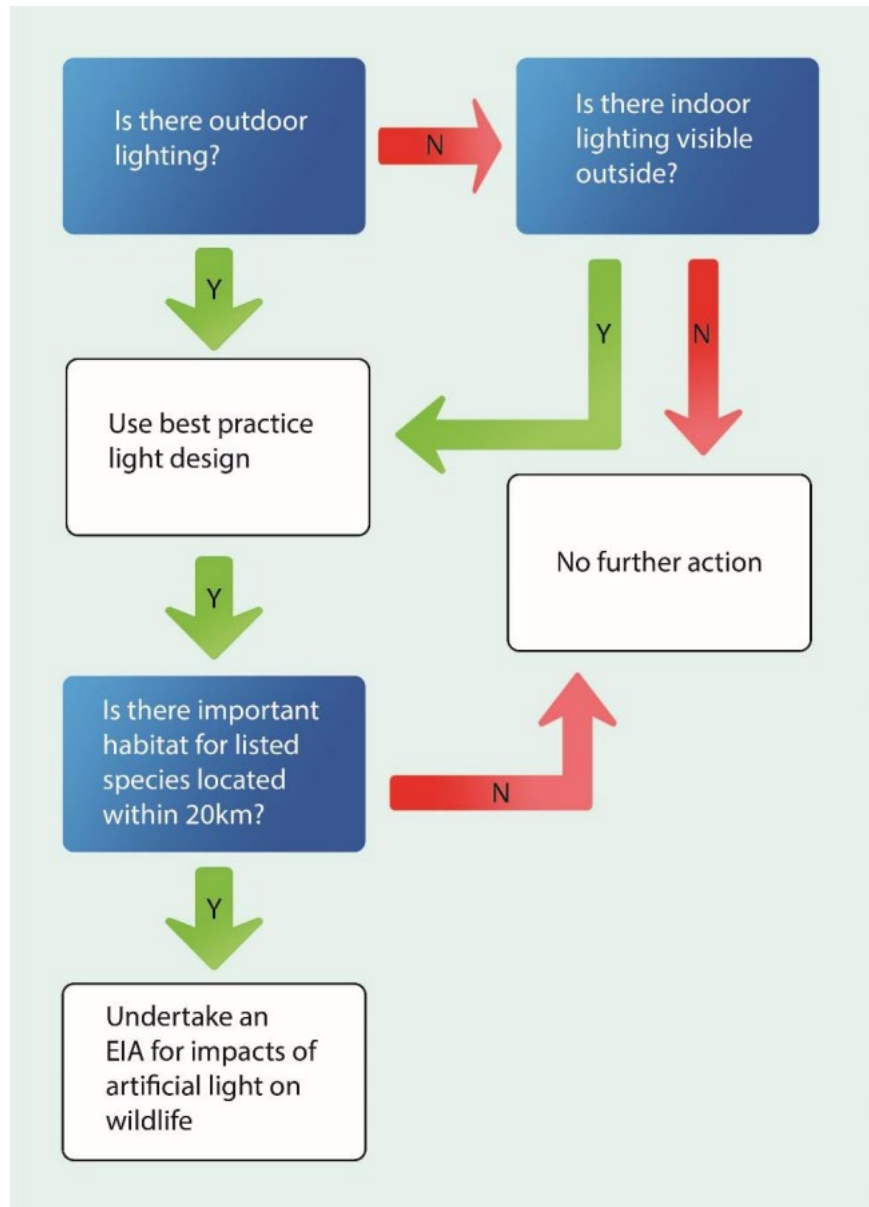 Is there outdoor
lighting?
N
Is there indoor
lighting visible
outside?
Y
Y
N
Use best practice
light design
No further action
Y
Is there important
habitat for listed
species located
within 20km?
N
Y
Undertake an
EIA for impacts of
artificial light on
wildlife